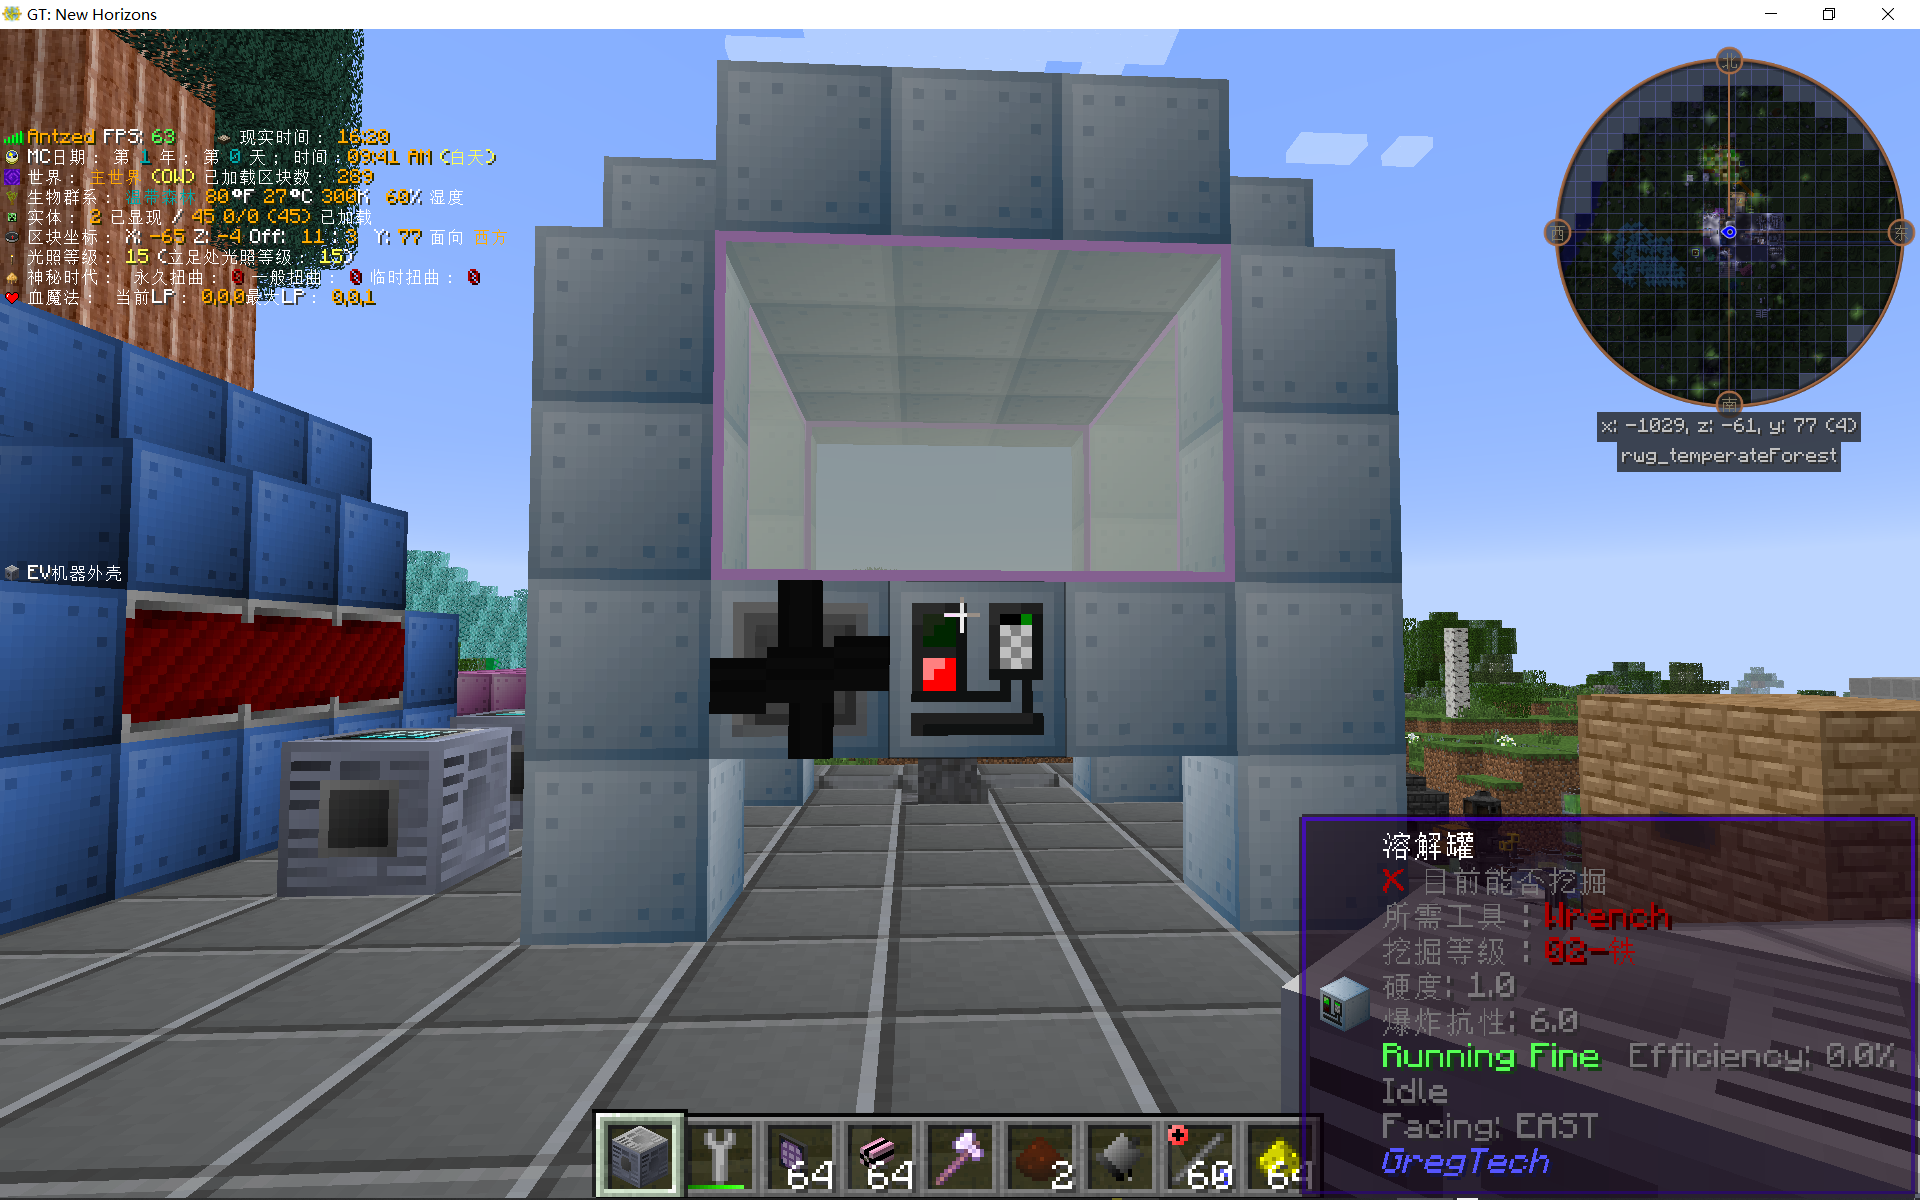 GT: New Horizons
Antzed FPS: 63 现实时间: 16:20
MC日期: 第 1 年; 第 0 天; 时间:09:41 AM (白天)
世界: 主世界 (OW) 已加载区块数: 289
生物群系: 温带森林 80°F 27°C 300K 60% 湿度
实体: 2 已显现 / 45 0/0 (45) 已加载
区块坐标: X: -65 Z: -4 Off: 11 : 3 Y: 77 面向
光照等级: 15 (立足处光照等级: 15)
神秘时代: 永久扭曲: 0 一般扭曲: 0 临时扭曲: 0
血魔法: 当前LP: 0,0,0最大LP: 0,0,1
EV机器外壳
北
西
东
南
x: -1029, z: -61, y: 77 (4)
rwg_temperateForest
溶解罐
✕ 目前能否挖掘
所需工具: Wrench
挖掘等级: 02-铁
硬度: 1.0
爆炸抗性: 6.0
Running Fine Efficiency: 0.0%
Idle
Facing: EAST
GregTech
64
64
2
60
64